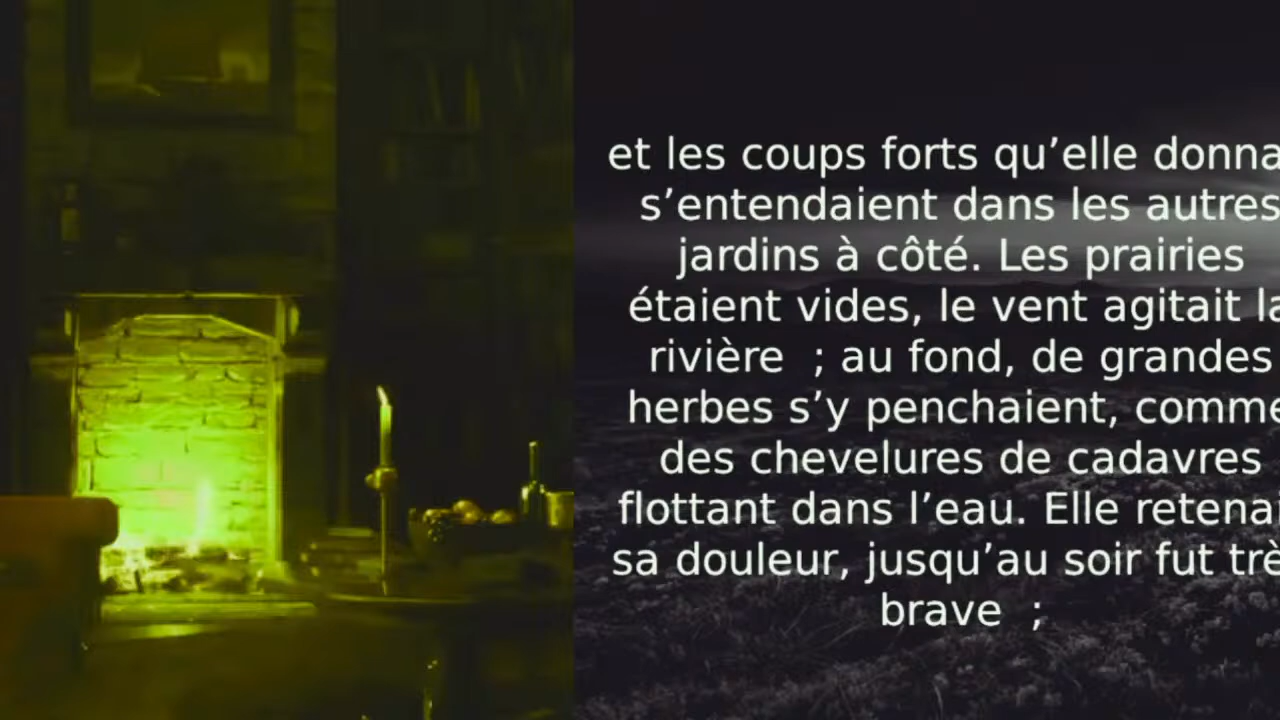 et les coups forts qu’elle donna
s’entendaient dans les autres
jardins à côté. Les prairies
étaient vides, le vent agitait la
rivière  ; au fond, de grandes
herbes s’y penchaient, comme
des chevelures de cadavres
flottant dans l’eau. Elle retenai
sa douleur, jusqu’au soir fut trè
brave  ;